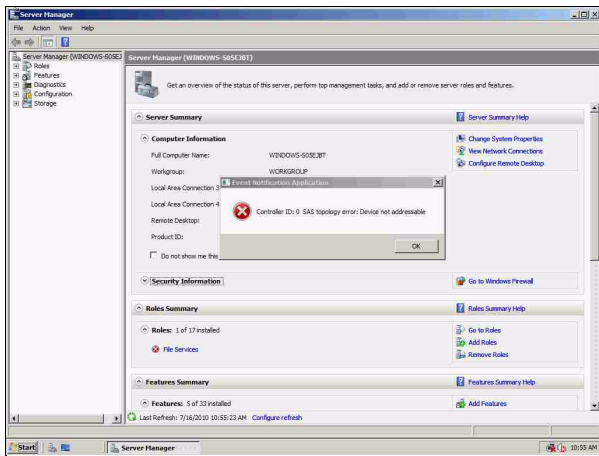 Server Manager
File Action View Help
Server Manager (WINDOWS-S05EJ
Roles
Features
Diagnostics
Configuration
Storage
Server Manager (WINDOWS-S05EJBT)
Get an overview of the status of this server, perform top management tasks, and add or remove server roles and features.
Server Summary
Server Summary Help
Computer Information
Full Computer Name: WINDOWS-S05EJBT
Workgroup: WORKGROUP
Local Area Connection 3
Local Area Connection 4
Remote Desktop:
Product ID:
Do not show me this
Change System Properties
View Network Connections
Configure Remote Desktop
Event Notification Application
Controller ID: 0 SAS topology error: Device not addressable
OK
Security Information
Go to Windows Firewall
Roles Summary
Roles Summary Help
Roles: 1 of 17 installed
File Services
Go to Roles
Add Roles
Remove Roles
Features Summary
Features Summary Help
Features: 5 of 33 installed
Add Features
Last Refresh: 7/16/2010 10:55:23 AM Configure refresh
Start
Server Manager
10:55 AM